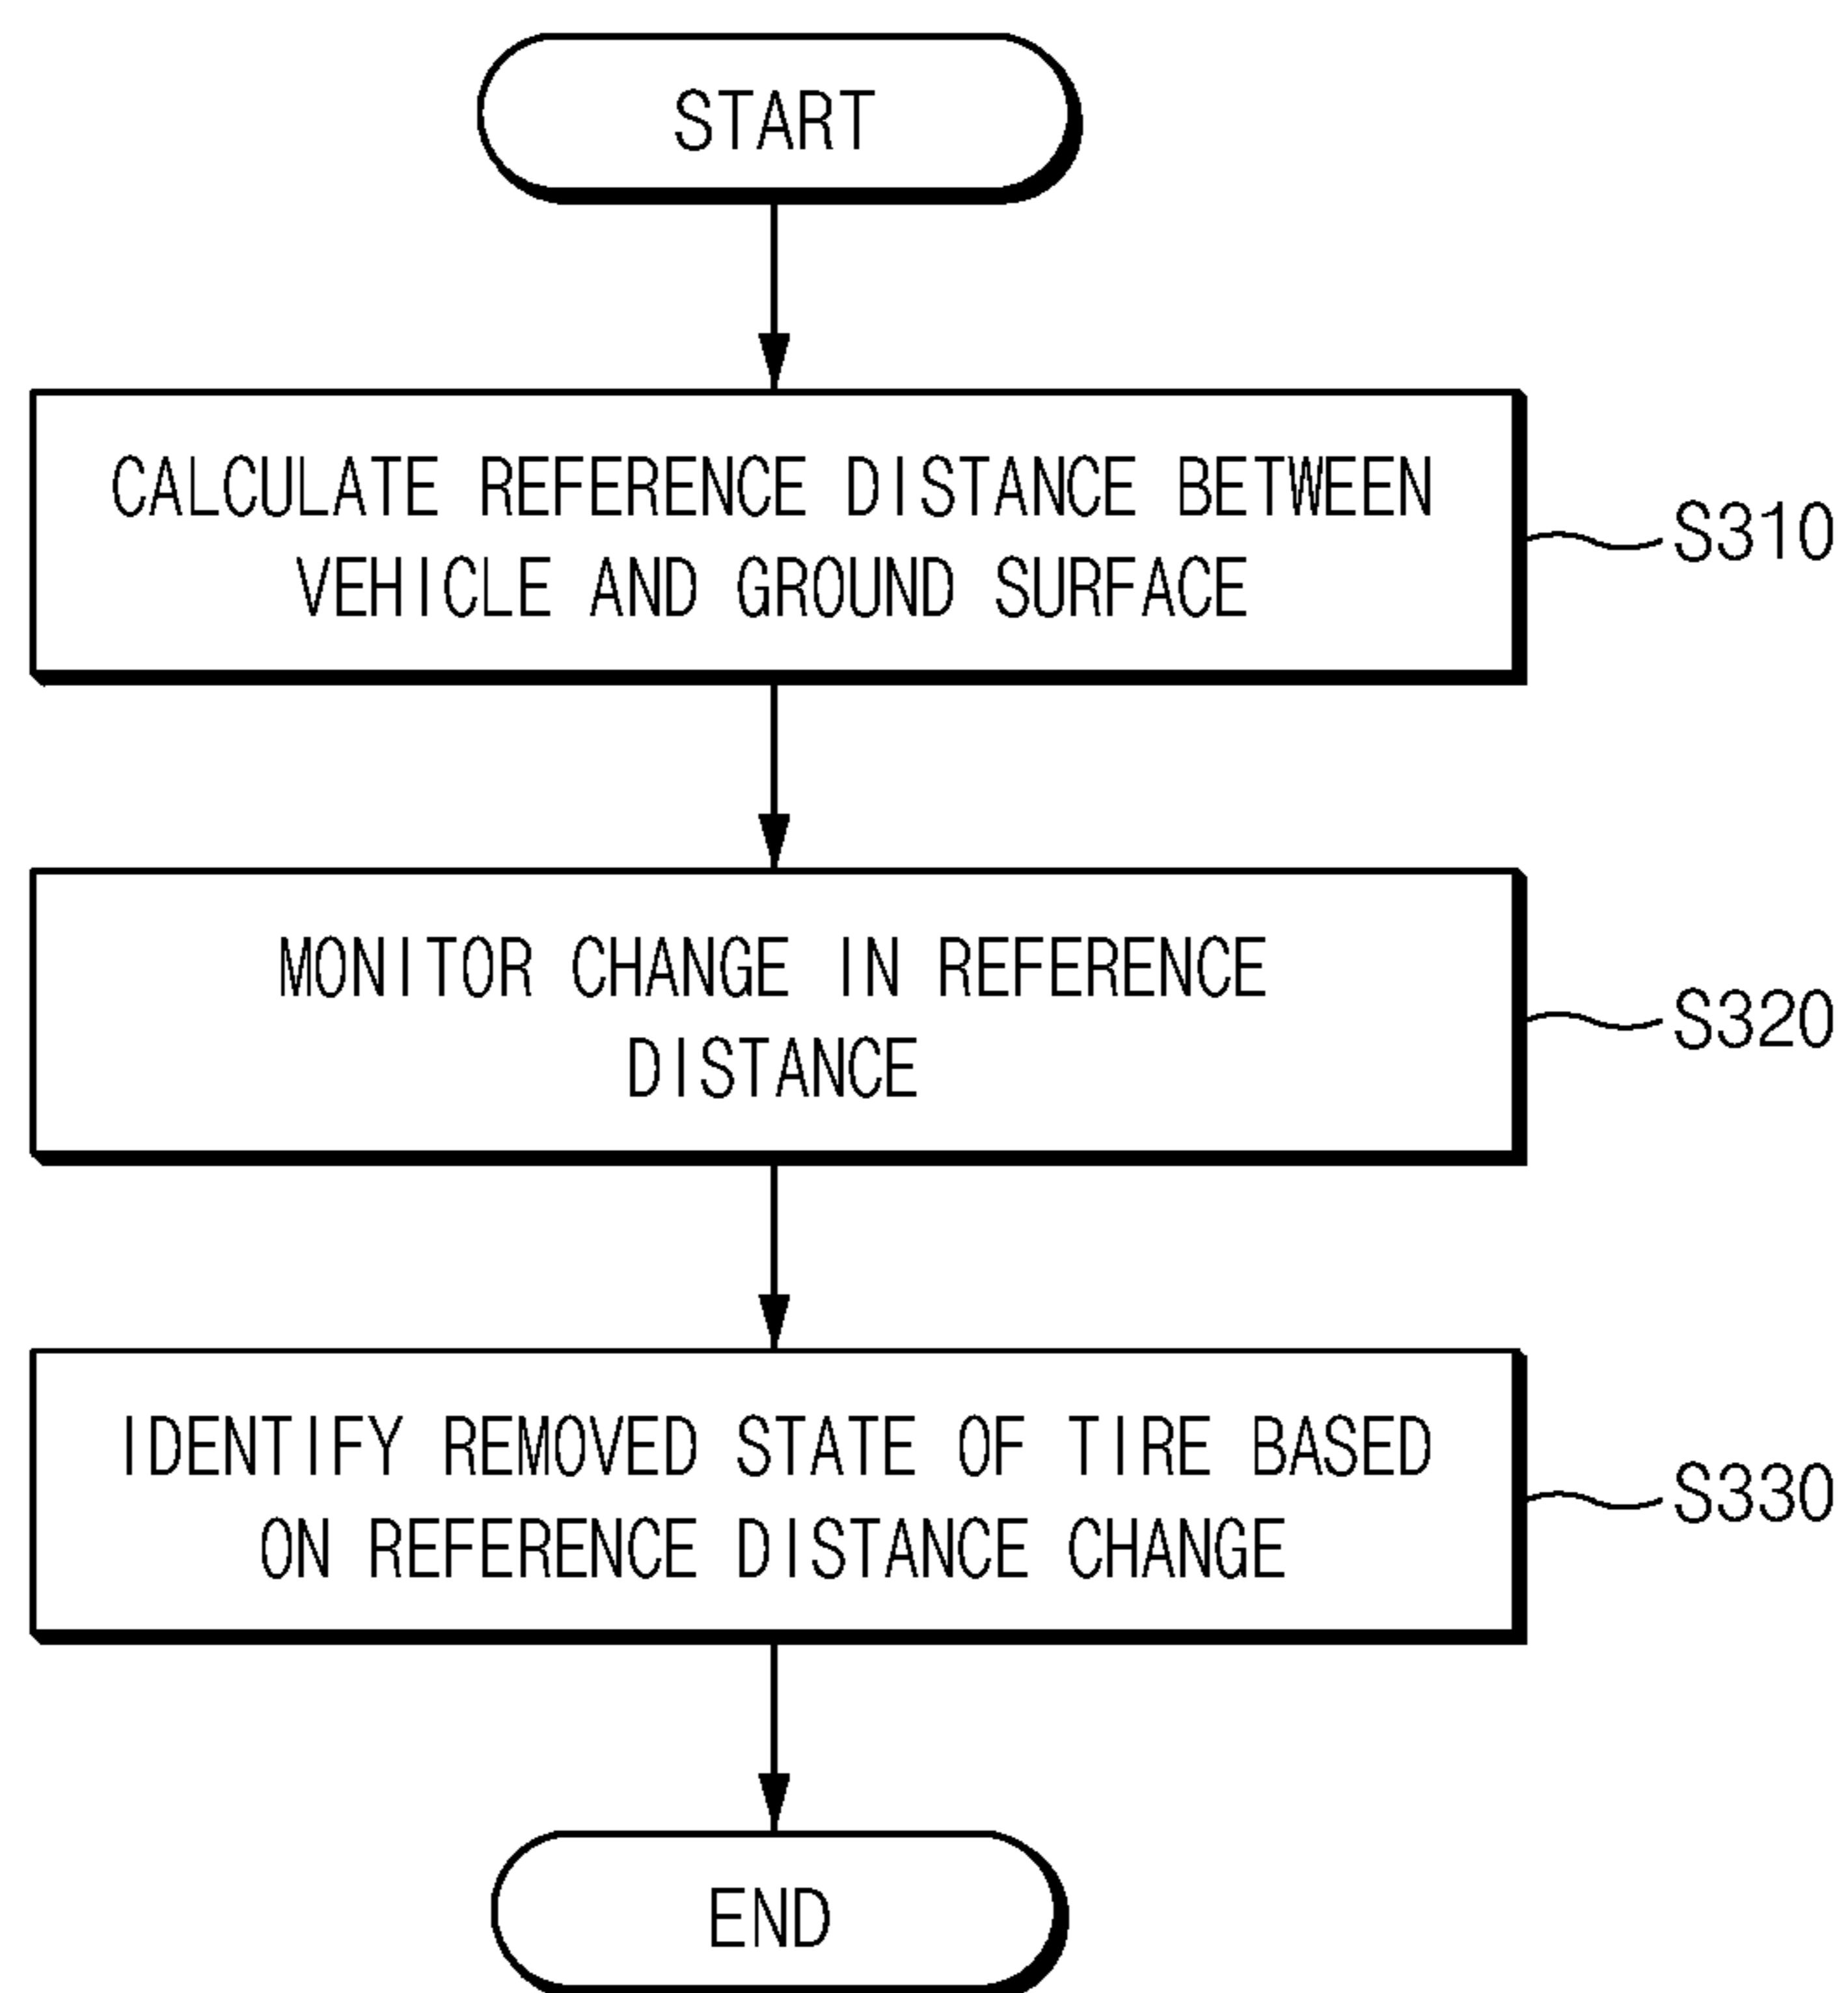 START
CALCULATE REFERENCE DISTANCE BETWEEN
VEHICLE AND GROUND SURFACE
S310
MONITOR CHANGE IN REFERENCE
DISTANCE
S320
IDENTIFY REMOVED STATE OF TIRE BASED
ON REFERENCE DISTANCE CHANGE
S330
END